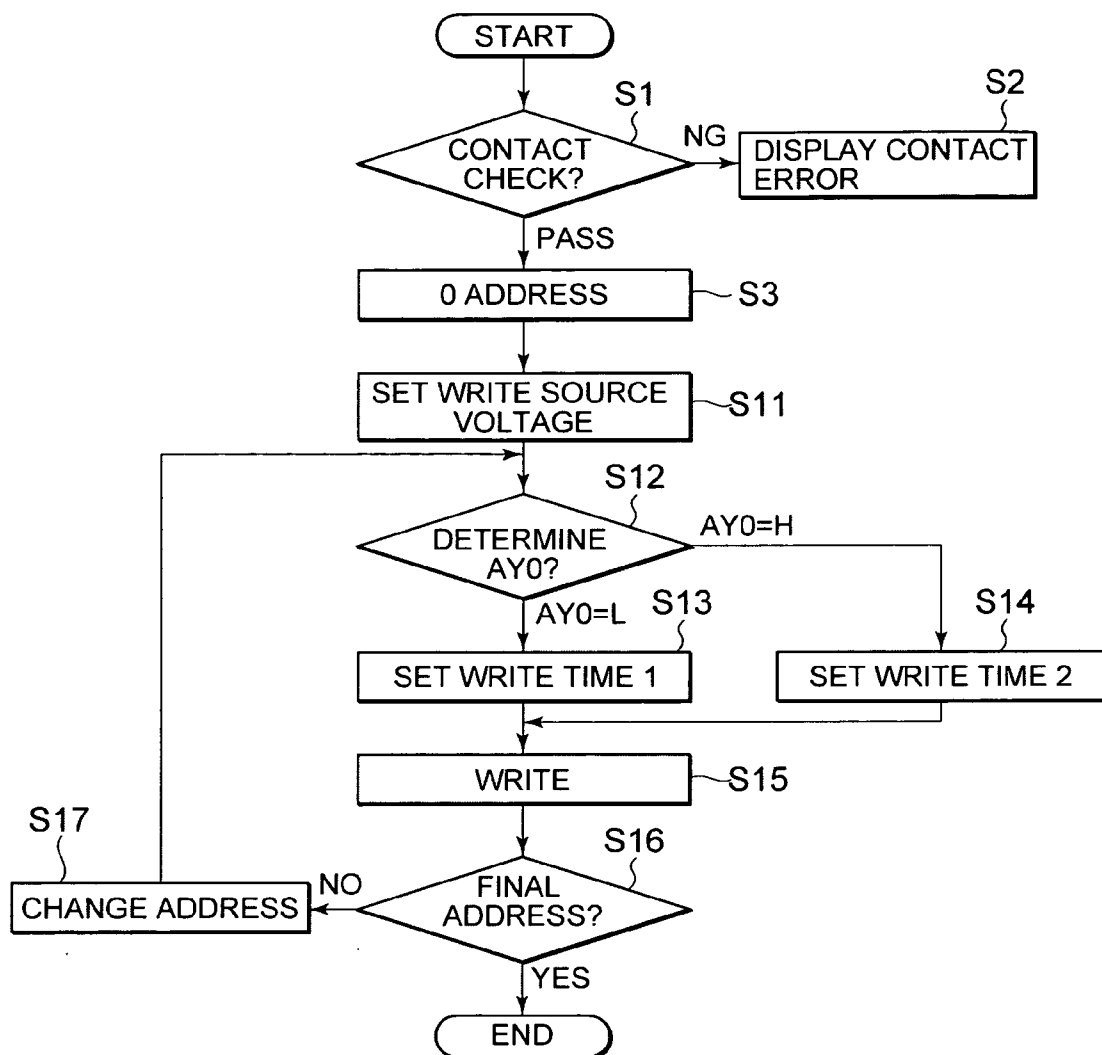 START
S1
S2
CONTACT
CHECK?
NG
DISPLAY CONTACT
ERROR
PASS
0 ADDRESS
S3
SET WRITE SOURCE
VOLTAGE
S11
S12
DETERMINE
AY0?
AY0=H
AY0=L
S13
S14
SET WRITE TIME 1
SET WRITE TIME 2
WRITE
S15
S17
S16
CHANGE ADDRESS
NO
FINAL
ADDRESS?
YES
END